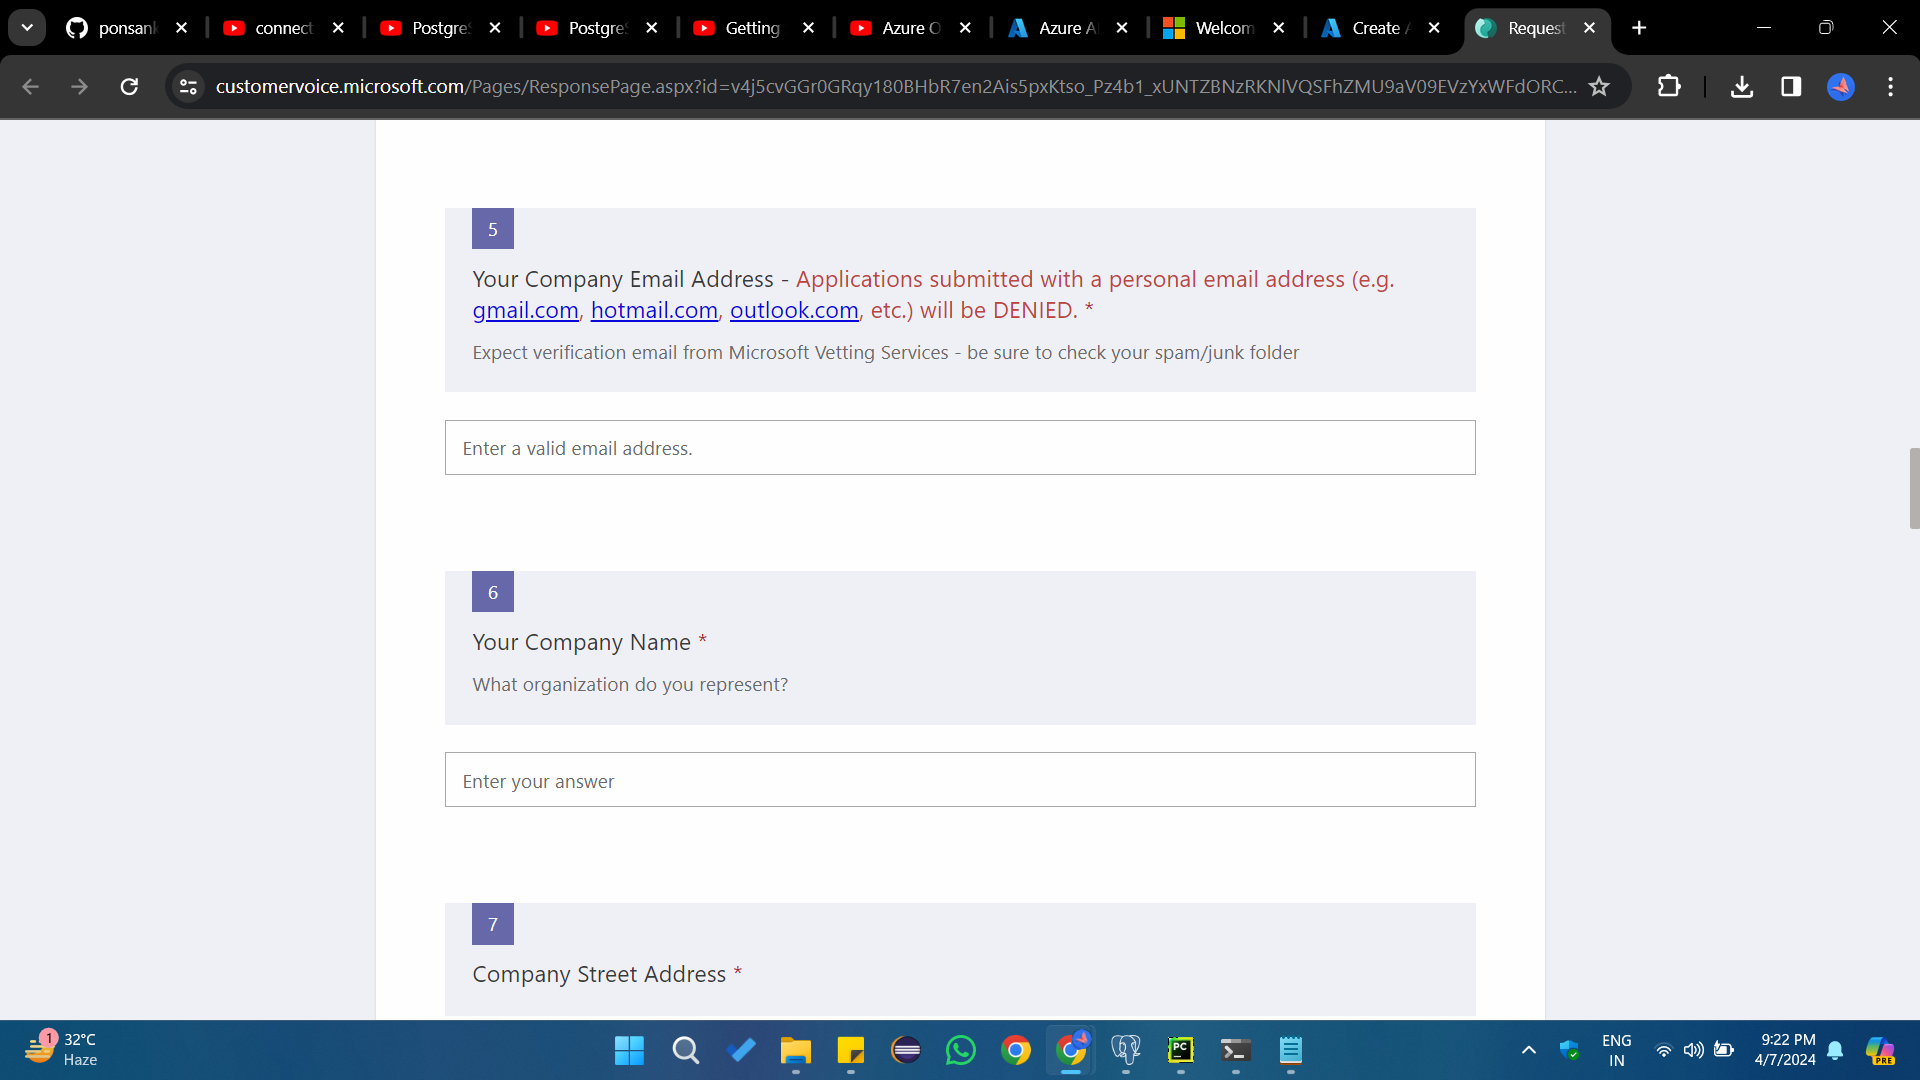 ponsank
connect
Postgre
Postgre
Getting
Azure O
Azure A
Welcom
Create A
Request
customervoice.microsoft.com/Pages/ResponsePage.aspx?id=v4j5cvGGr0GRqy180BHbR7en2Ais5pxKtso_Pz4b1_xUNTZBNzRKNlVQSFhZMU9aV09EVzYxWFdORC...
5
Your Company Email Address - Applications submitted with a personal email address (e.g.
gmail.com, hotmail.com, outlook.com, etc.) will be DENIED. *
Expect verification email from Microsoft Vetting Services - be sure to check your spam/junk folder
Enter a valid email address.
6
Your Company Name *
What organization do you represent?
Enter your answer
7
Company Street Address *
1
32°C
Haze
PC
ENG
IN
9:22 PM
4/7/2024
PRE